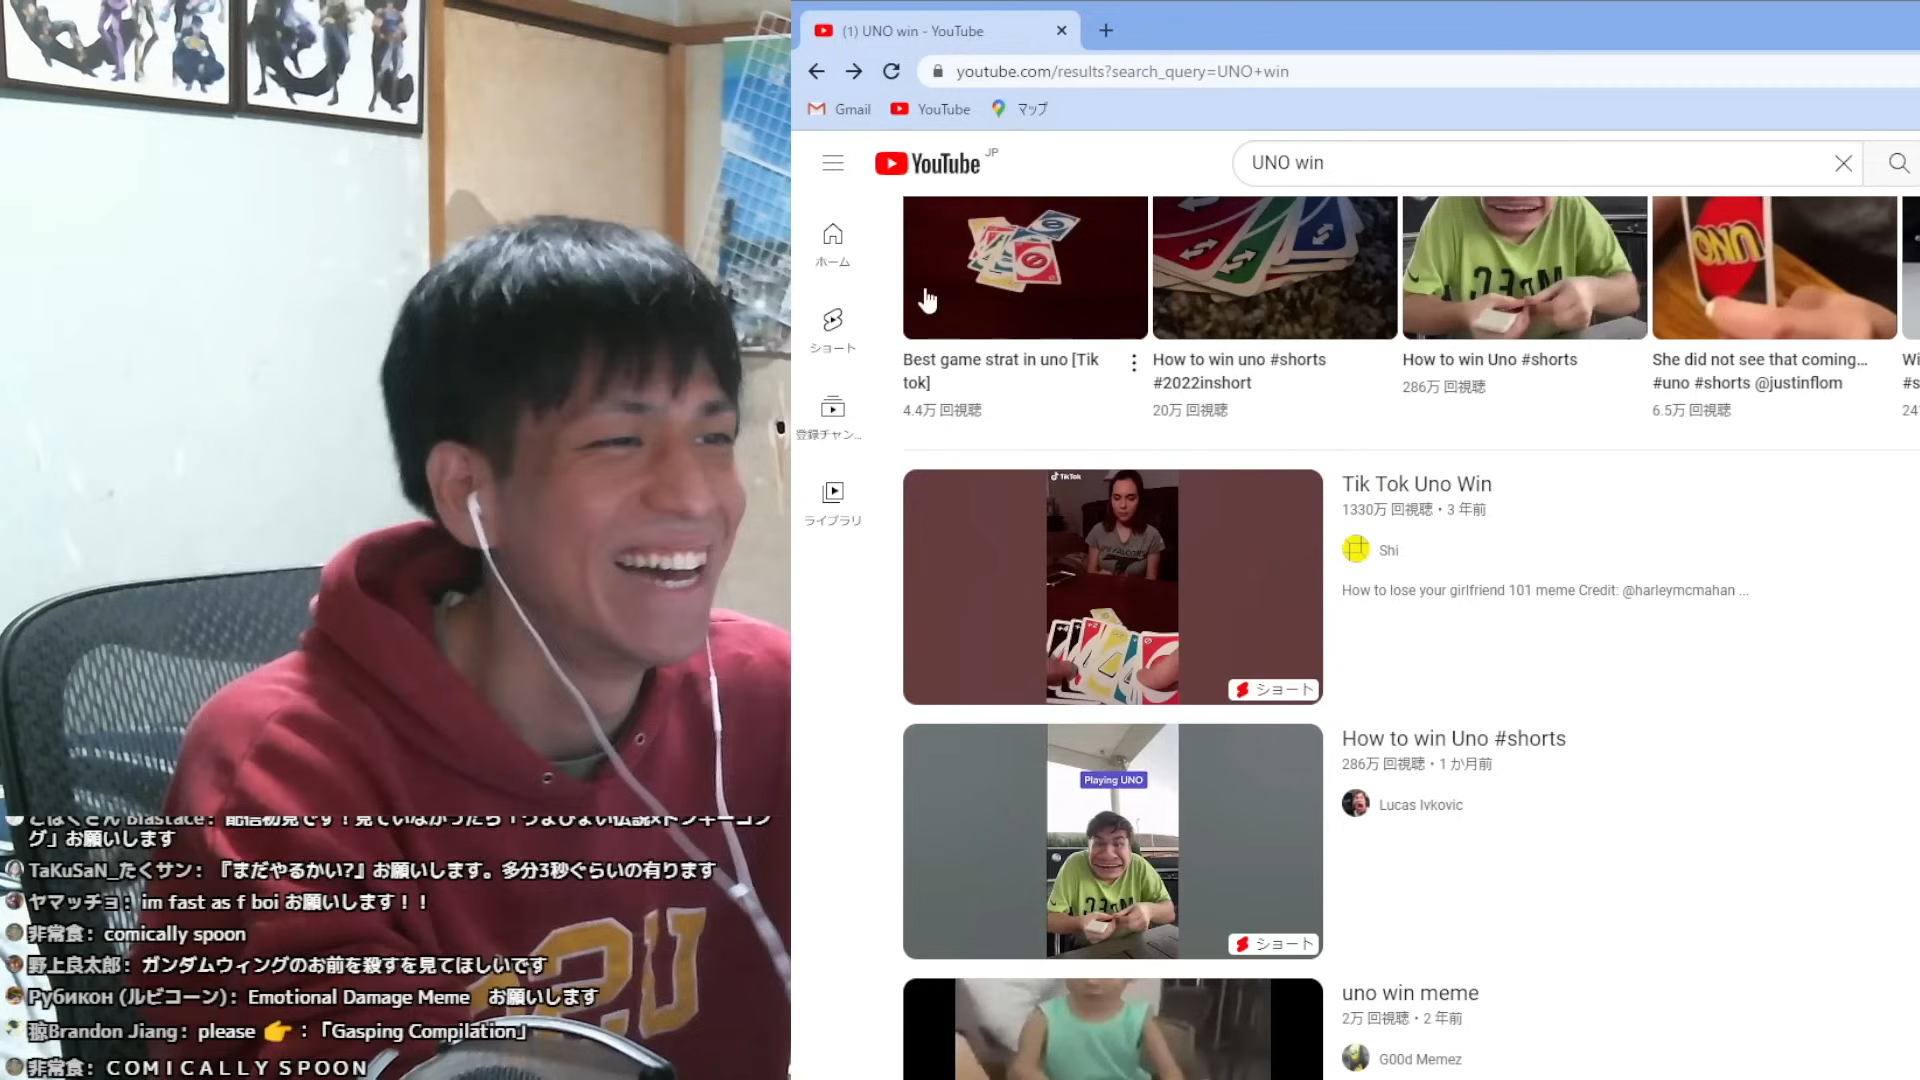 (1) UNO win - YouTube
youtube.com/results?search_query=UNO+win
Gmail
YouTube
マップ
YouTube JP
UNO win
ホーム
ショート
登録チャン...
ライブラリ
Best game strat in uno [Tik
tok]
4.4万 回視聴
How to win uno #shorts
#2022inshort
20万 回視聴
How to win Uno #shorts
286万 回視聴
UNO
She did not see that coming...
#uno #shorts @justinflom
6.5万 回視聴
TikTok
ショート
Tik Tok Uno Win
1330万 回視聴・3 年前
Shi
How to lose your girlfriend 101 meme Credit: @harleymcmahan ...
Playing UNO
ショート
How to win Uno #shorts
286万 回視聴・1 か月前
Lucas Ivkovic
uno win meme
2万 回視聴・2 年前
G00d Memez
グ」お願いします
TaKuSaN_たくサン: 『まだやるかい?』お願いします。多分3秒ぐらいの有ります
ヤマッチョ: im fast as f boi お願いします！！
非常食: comically spoon
野上良太郎: ガンダムウィングのお前を殺すを見てほしいです
Рубикон (ルビコーン): Emotional Damage Meme お願いします
Brandon Jiang: please 👉 :「Gasping Compilation」
非常食: C O M I C A L L Y S P O O N